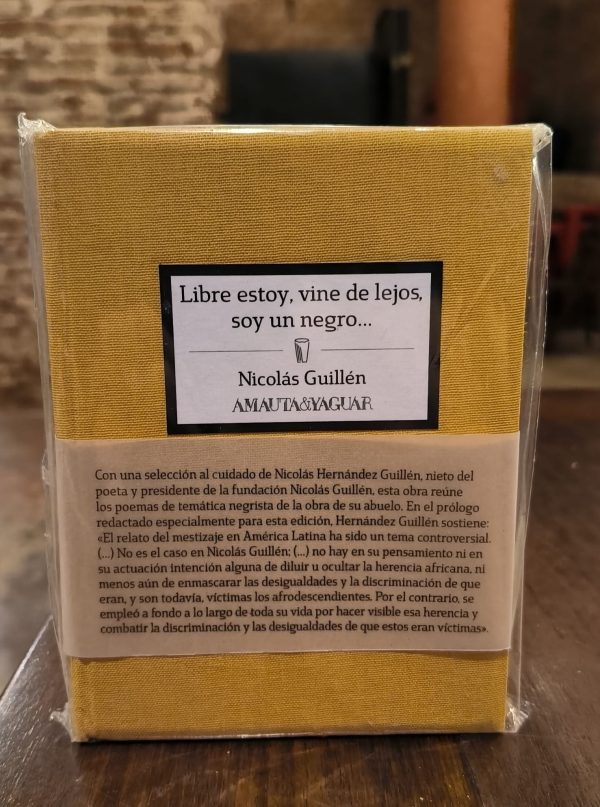 Libre estoy, vine de lejos,
soy un negro...
Nicolás Guillén
AMAUTA&YAGUAR
Con una selección al cuidado de Nicolás Hernández Guillén, nieto del
poeta y presidente de la fundación Nicolás Guillén, esta obra reúne
los poemas de temática negrista de la obra de su abuelo. En el prólogo
redactado especialmente para esta edición, Hernández Guillén sostiene:
«El relato del mestizaje en América Latina ha sido un tema controversial.
(...) No es el caso en Nicolás Guillén; (...) no hay en su pensamiento ni en
su actuación intención alguna de diluir u ocultar la herencia africana, ni
menos aún de enmascarar las desigualdades y la discriminación de que
eran, y son todavía, víctimas los afrodescendientes. Por el contrario, se
empleó a fondo a lo largo de toda su vida por hacer visible esa herencia y
combatir la discriminación y las desigualdades de que estos eran víctimas».